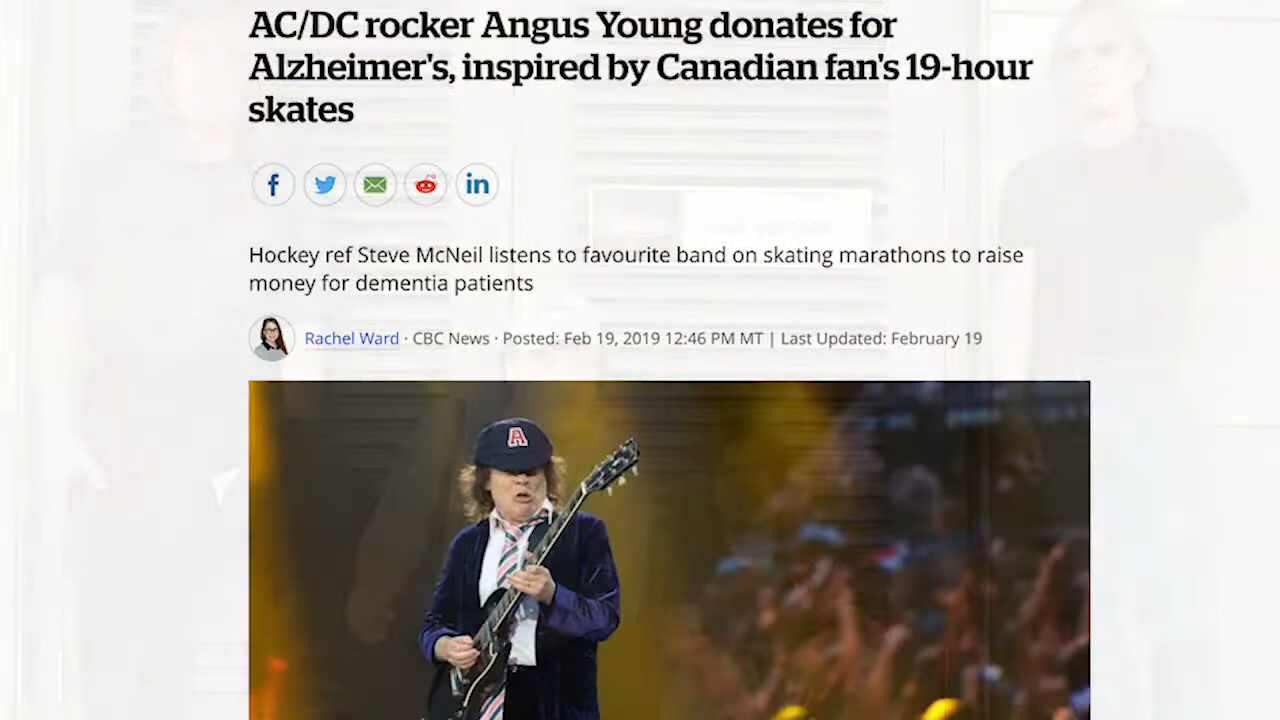 AC/DC rocker Angus Young donates for
Alzheimer's, inspired by Canadian fan's 19-hour
skates
f in
Hockey ref Steve McNeil listens to favourite band on skating marathons to raise
money for dementia patients
Rachel Ward · CBC News · Posted: Feb 19, 2019 12:46 PM MT | Last Updated: February 19
A